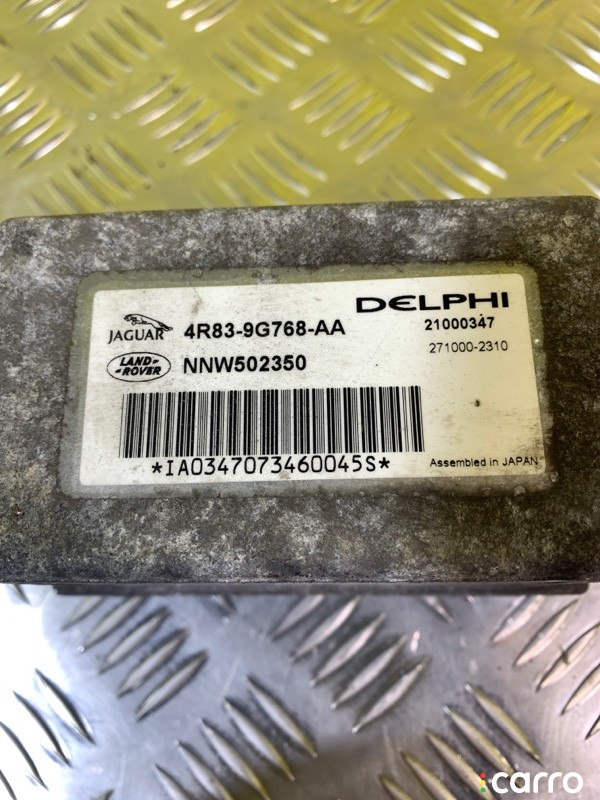 DELPHI
JAGUAR 4R83-9G768-AA 21000347
LAND-
-ROVER NNW502350 271000-2310
*IA0347073460045S*
Assembled in JAPAN
carro